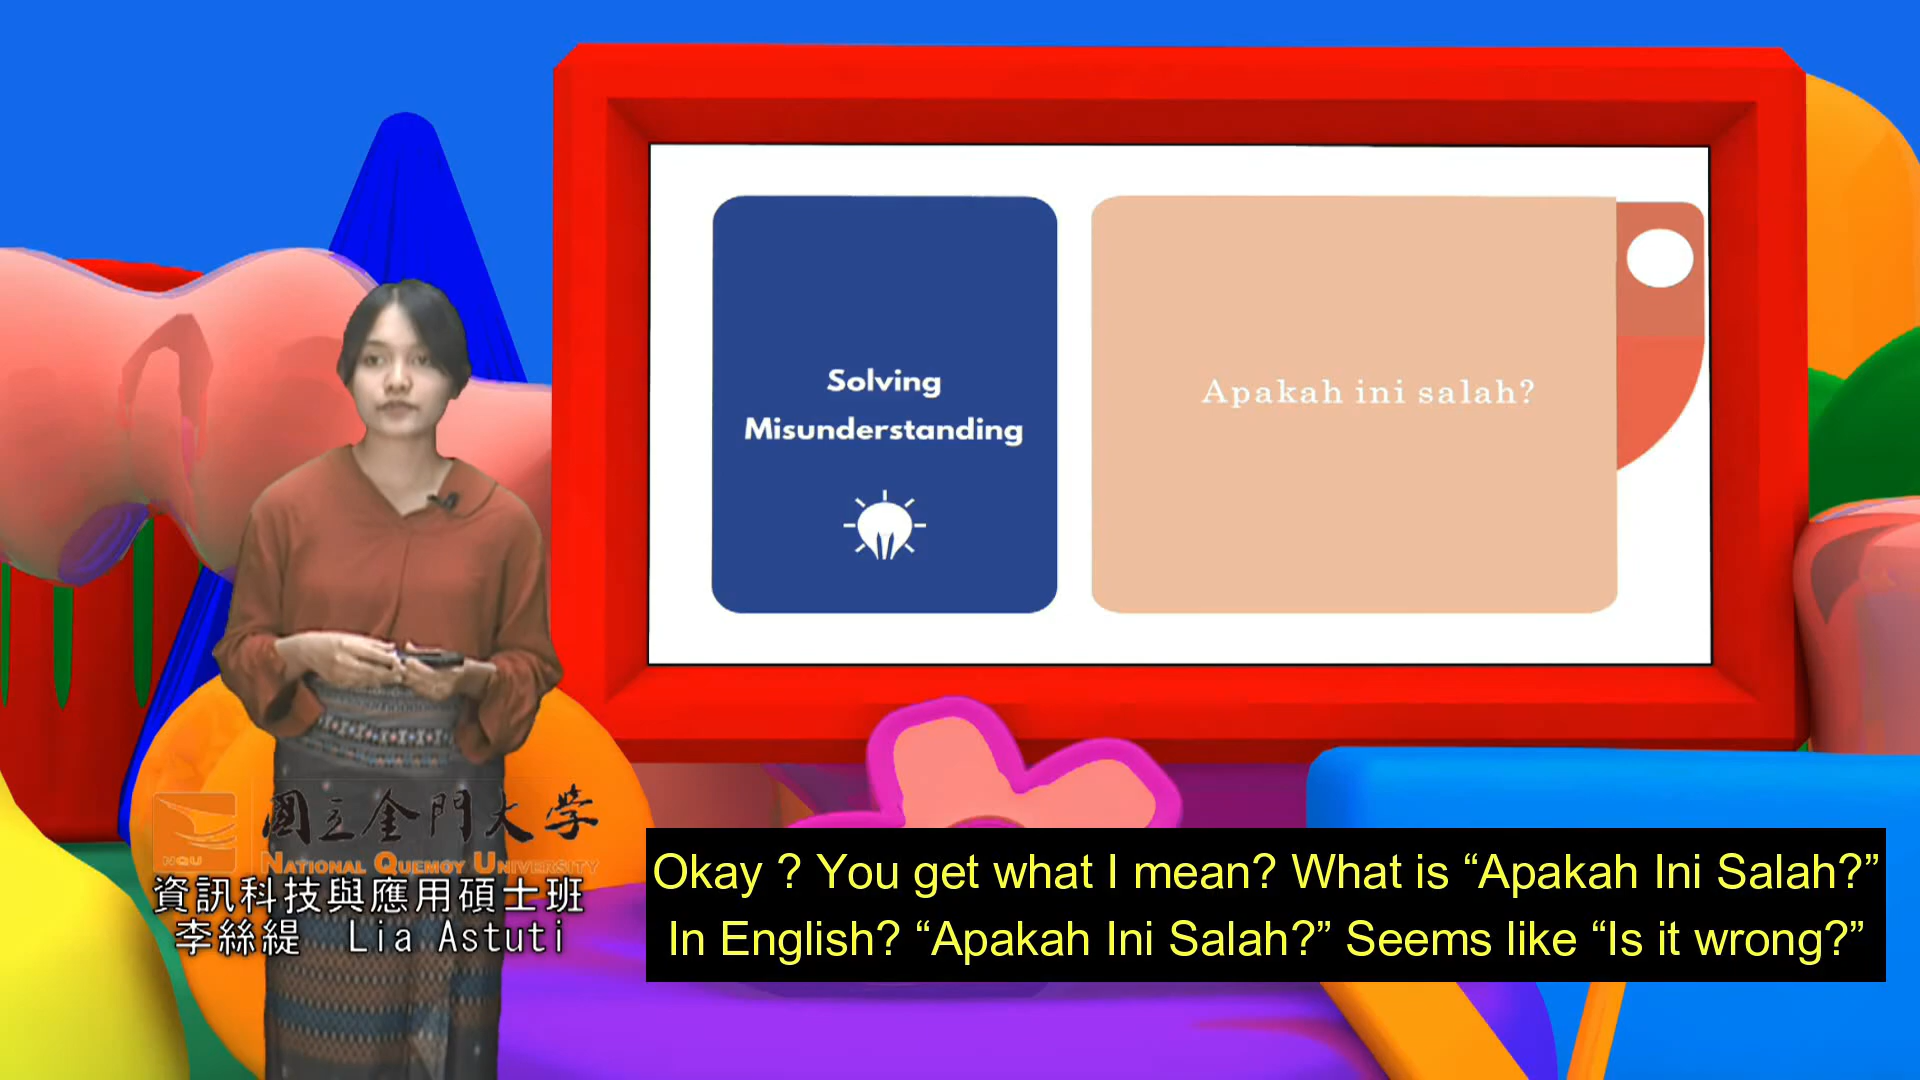 Solving
Misunderstanding
Apakah ini salah?
國立金門大學
NQU
NATIONAL QUEMOY UNIVERSITY
資訊科技與應用碩士班
李絲緹 Lia Astuti
Okay ? You get what I mean? What is “Apakah Ini Salah?”
In English? “Apakah Ini Salah?” Seems like “Is it wrong?”